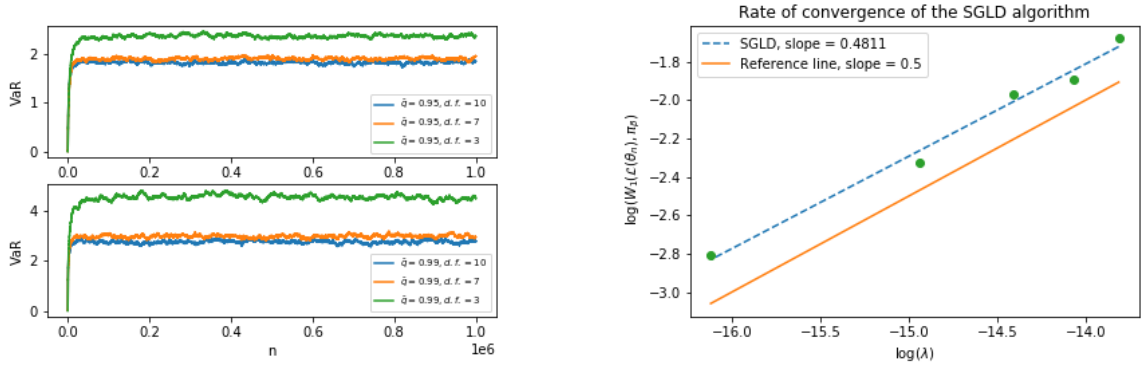 VaR
2
1
0
q̄ = 0.95, d.f. = 10
q̄ = 0.95, d.f. = 7
q̄ = 0.95, d.f. = 3
0.0 0.2 0.4 0.6 0.8 1.0
VaR
4
2
0
q̄ = 0.99, d.f. = 10
q̄ = 0.99, d.f. = 7
q̄ = 0.99, d.f. = 3
0.0 0.2 0.4 0.6 0.8 1.0
1e6
n
Rate of convergence of the SGLD algorithm
SGLD, slope = 0.4811
Reference line, slope = 0.5
log(W₁(ℒ(θₙ), πᵦ)
−1.8
−2.0
−2.2
−2.4
−2.6
−2.8
−3.0
−16.0 −15.5 −15.0 −14.5 −14.0
log(λ)